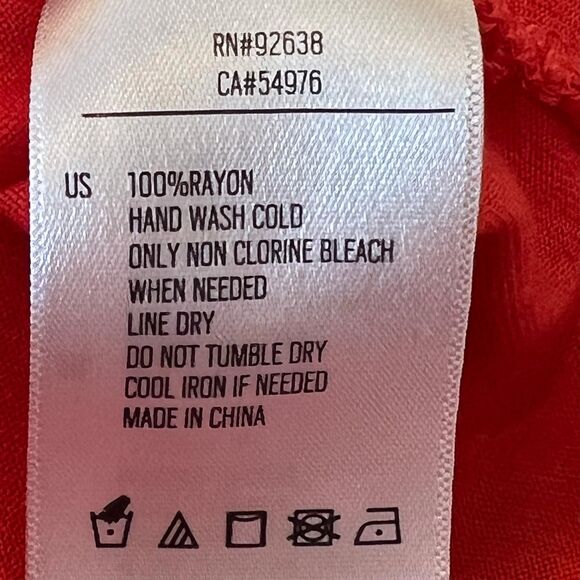 RN#92638
CA#54976
US 100%RAYON
HAND WASH COLD
ONLY NON CLORINE BLEACH
WHEN NEEDED
LINE DRY
DO NOT TUMBLE DRY
COOL IRON IF NEEDED
MADE IN CHINA